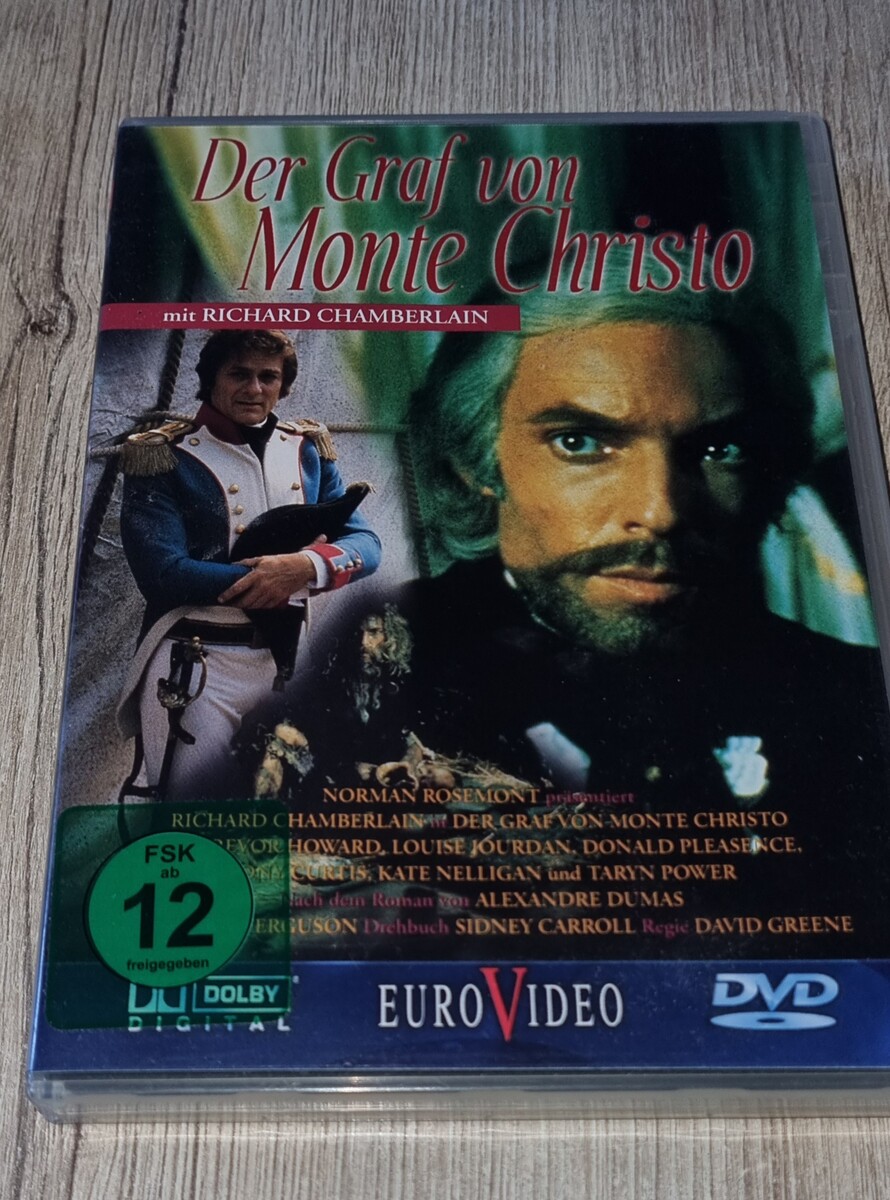 Der Graf von
Monte Christo
mit RICHARD CHAMBERLAIN
NORMAN ROSEMONT präsentiert
RICHARD CHAMBERLAIN in DER GRAF VON MONTE CHRISTO
HOWARD, LOUISE JOURDAN, DONALD PLEASENCE,
CURTIS, KATE NELLIGAN und TARYN POWER
nach dem Roman von ALEXANDRE DUMAS
Drehbuch SIDNEY CARROLL Regie DAVID GREENE
FSK
ab
12
freigegeben
DOLBY
DIGITAL
EUROVIDEO
DVD